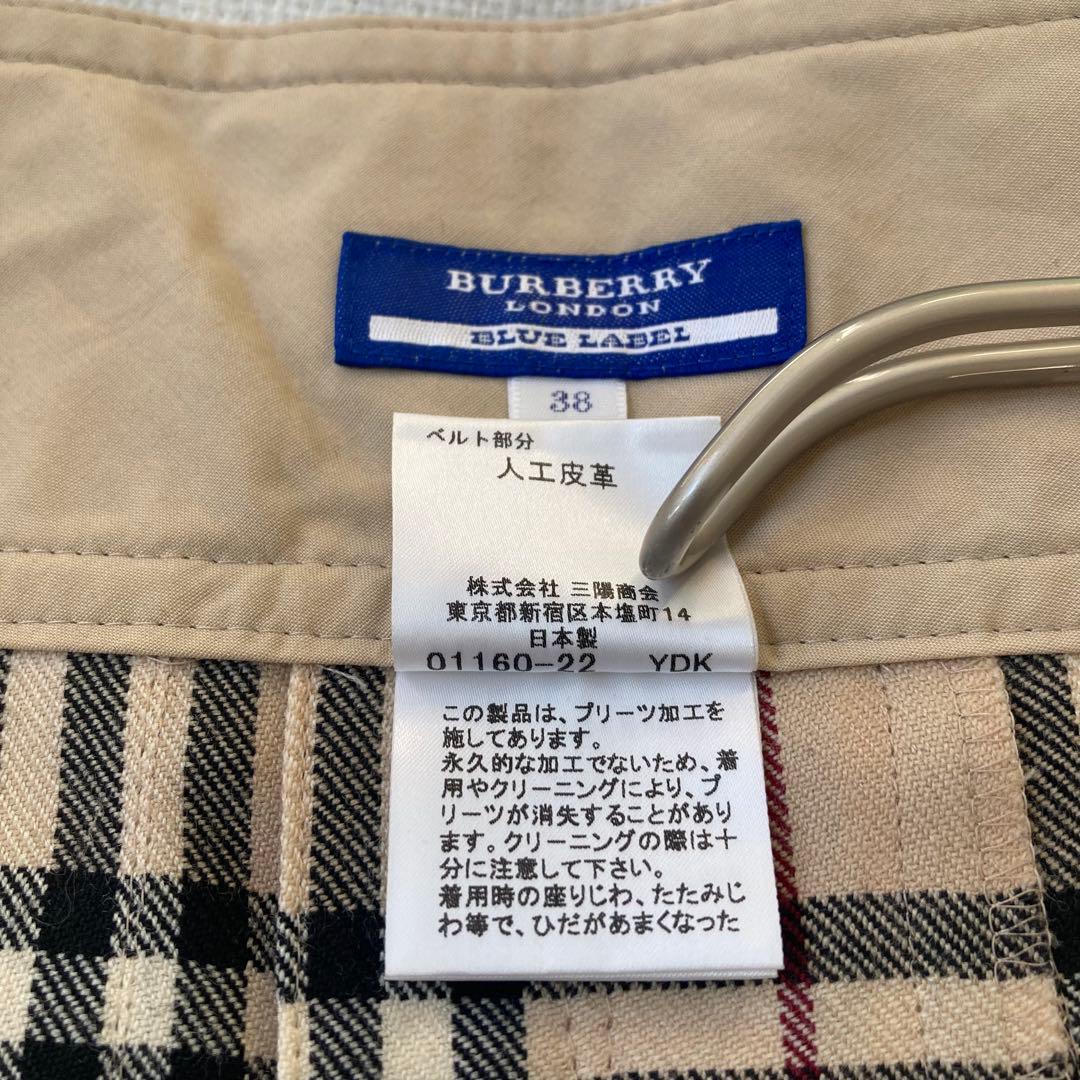 BURBERRY
LONDON
BLUE LABEL
38
ベルト部分
人工皮革
株式会社 三陽商会
東京都新宿区本塩町14
日本製
01160-22 YDK
この製品は、プリーツ加工を
施してあります。
永久的な加工でないため、着
用やクリーニングにより、プ
リーツが消失することがあり
ます。クリーニングの際は十
分に注意して下さい。
着用時の座りじわ、たたみじ
わ等で、ひだがあまくなった